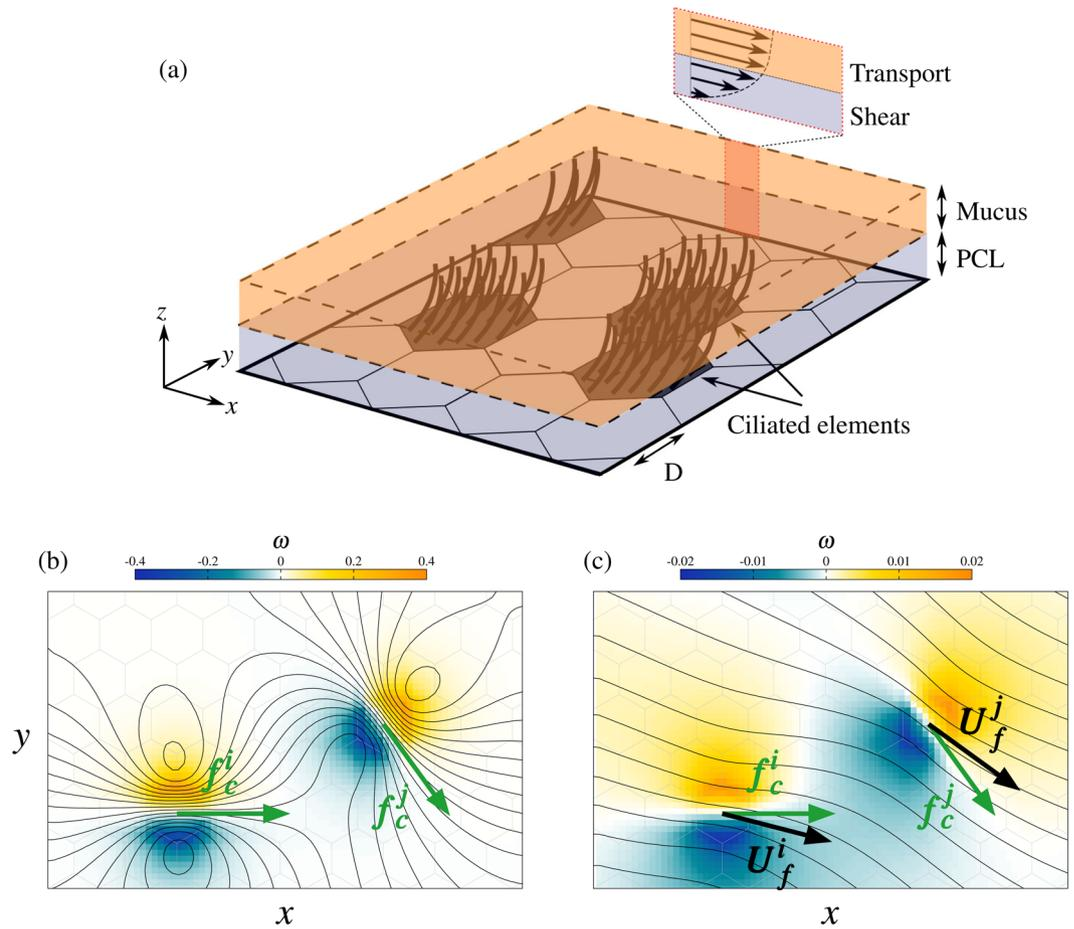 (a)
Transport
Shear
Mucus
PCL
z
y
x
Ciliated elements
D
(b)
ω
-0.4 -0.2 0 0.2 0.4
(c)
ω
-0.02 -0.01 0 0.01 0.02
y
f_c^i
f_c^j
x
f_c^i
U_f^j
f_c^j
U_f^i
x